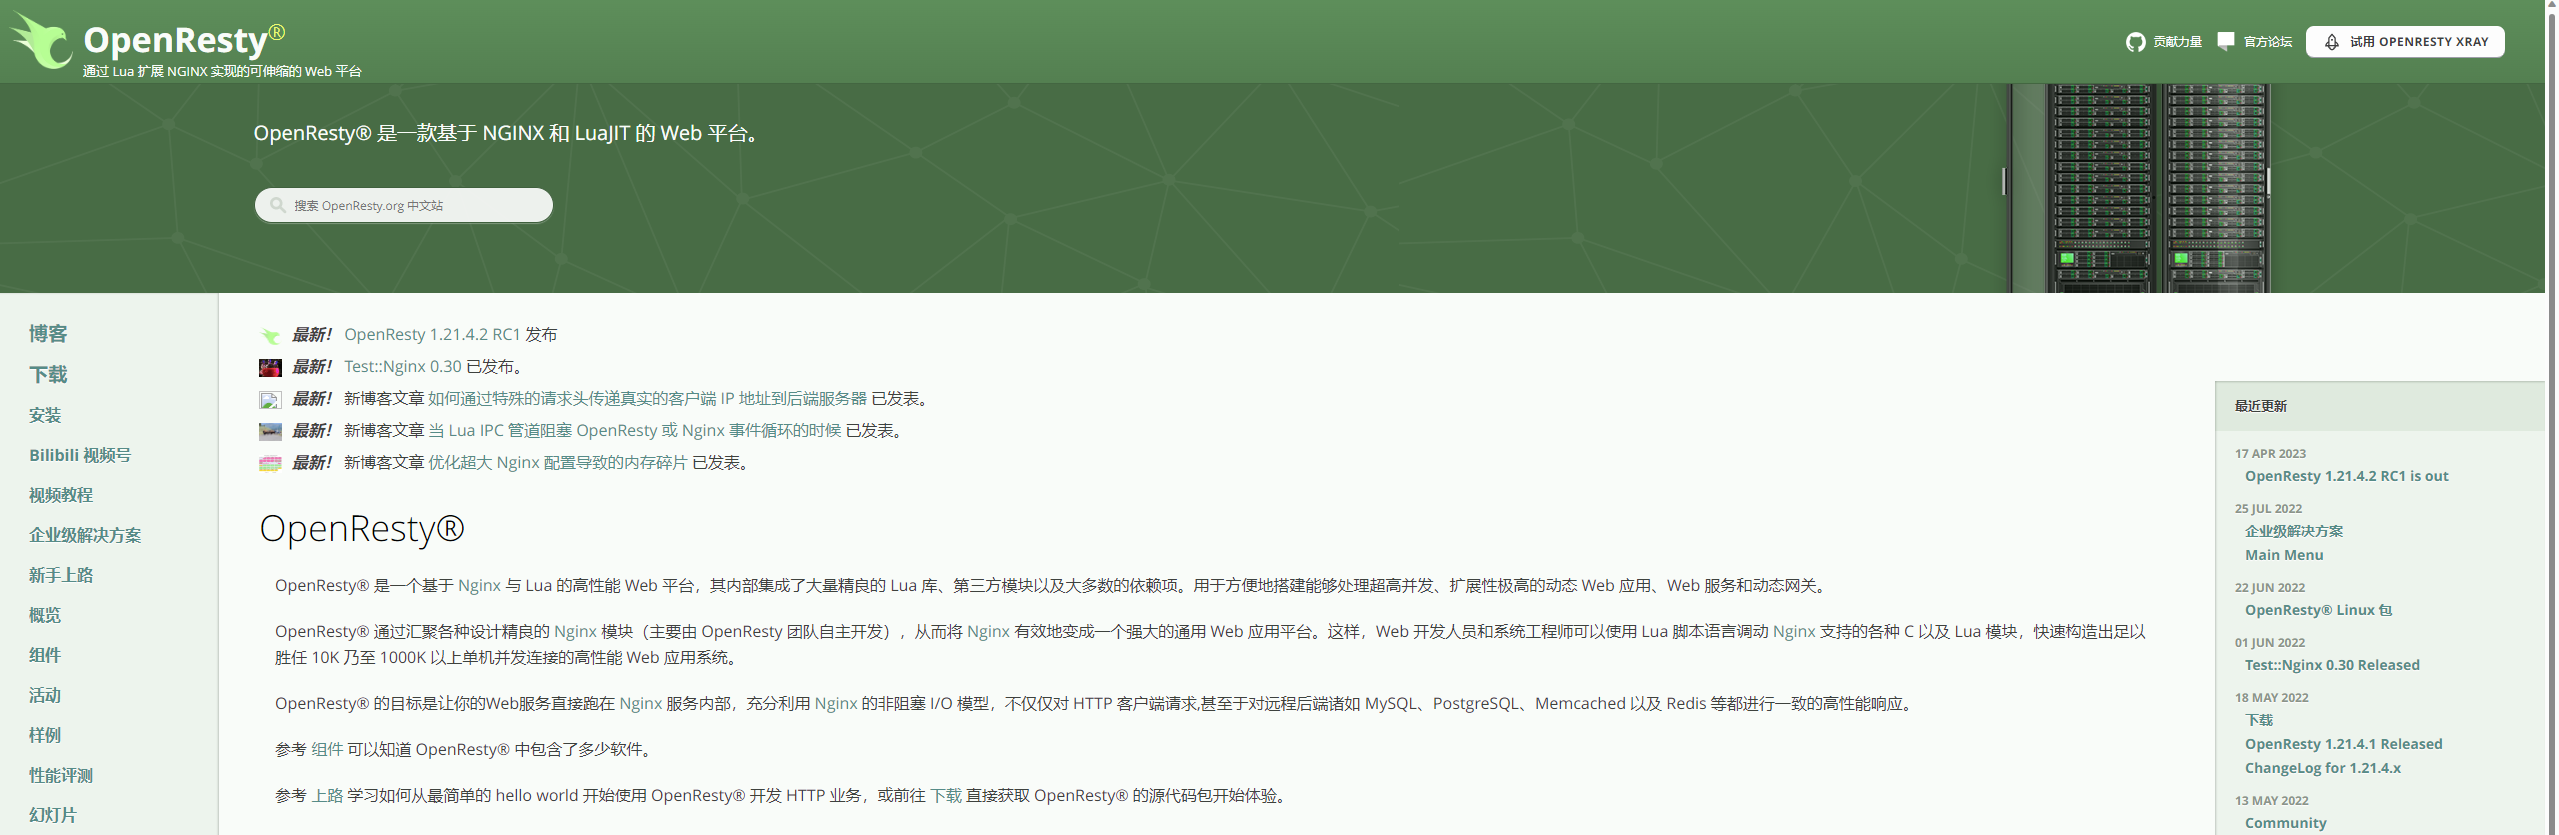 OpenResty®
通过 Lua 扩展 NGINX 实现的可伸缩的 Web 平台
贡献力量
官方论坛
试用 OPENRESTY XRAY
OpenResty® 是一款基于 NGINX 和 LuaJIT 的 Web 平台。
搜索 OpenResty.org 中文站
博客
下载
安装
Bilibili 视频号
视频教程
企业级解决方案
新手上路
概览
组件
活动
样例
性能评测
幻灯片
最新！ OpenResty 1.21.4.2 RC1 发布
最新！ Test::Nginx 0.30 已发布。
最新！ 新博客文章 如何通过特殊的请求头传递真实的客户端 IP 地址到后端服务器 已发表。
最新！ 新博客文章 当 Lua IPC 管道阻塞 OpenResty 或 Nginx 事件循环的时候 已发表。
最新！ 新博客文章 优化超大 Nginx 配置导致的内存碎片 已发表。
OpenResty®
OpenResty® 是一个基于 Nginx 与 Lua 的高性能 Web 平台，其内部集成了大量精良的 Lua 库、第三方模块以及大多数的依赖项。用于方便地搭建能够处理超高并发、扩展性极高的动态 Web 应用、Web 服务和动态网关。
OpenResty® 通过汇聚各种设计精良的 Nginx 模块（主要由 OpenResty 团队自主开发），从而将 Nginx 有效地变成一个强大的通用 Web 应用平台。这样，Web 开发人员和系统工程师可以使用 Lua 脚本语言调动 Nginx 支持的各种 C 以及 Lua 模块，快速构造出足以
胜任 10K 乃至 1000K 以上单机并发连接的高性能 Web 应用系统。
OpenResty® 的目标是让你的Web服务直接跑在 Nginx 服务内部，充分利用 Nginx 的非阻塞 I/O 模型，不仅仅对 HTTP 客户端请求,甚至于对远程后端诸如 MySQL、PostgreSQL、Memcached 以及 Redis 等都进行一致的高性能响应。
参考 组件 可以知道 OpenResty® 中包含了多少软件。
参考 上路 学习如何从最简单的 hello world 开始使用 OpenResty® 开发 HTTP 业务，或前往 下载 直接获取 OpenResty® 的源代码包开始体验。
最近更新
17 APR 2023
OpenResty 1.21.4.2 RC1 is out
25 JUL 2022
企业级解决方案
Main Menu
22 JUN 2022
OpenResty® Linux 包
01 JUN 2022
Test::Nginx 0.30 Released
18 MAY 2022
下载
OpenResty 1.21.4.1 Released
ChangeLog for 1.21.4.x
13 MAY 2022
Community